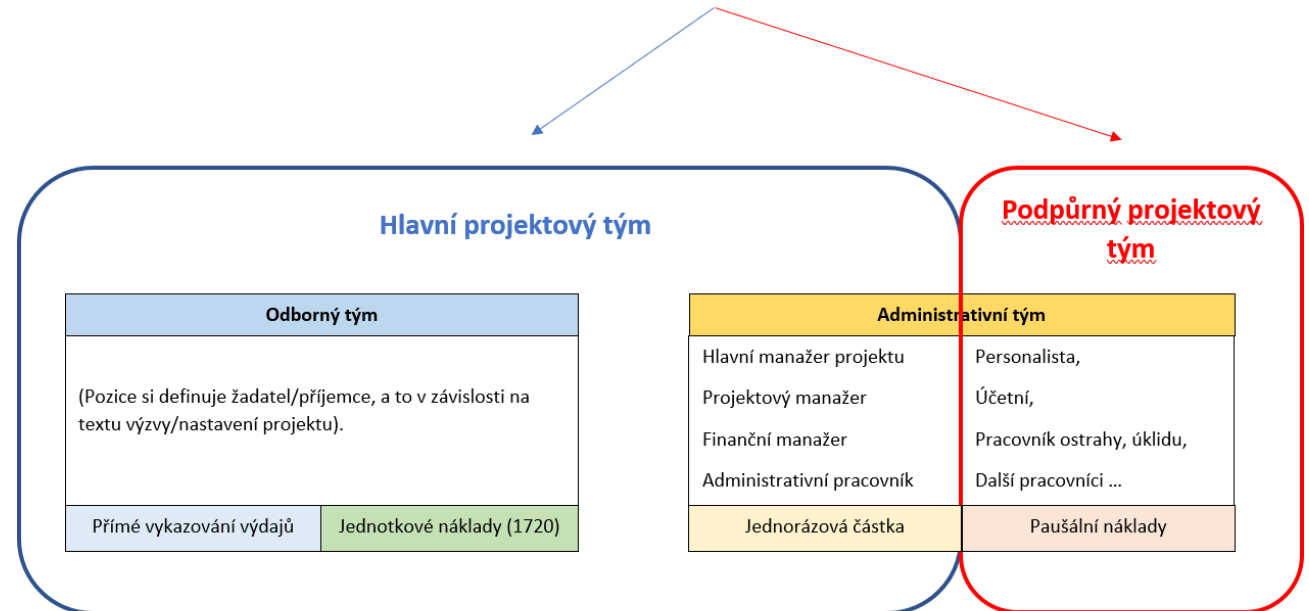 Hlavní projektový tým
Podpůrný projektový
tým
Odborný tým
(Pozice si definuje žadatel/příjemce, a to v závislosti na
textu výzvy/nastavení projektu).
Přímé vykazování výdajů
Jednotkové náklady (1720)
Administrativní tým
Hlavní manažer projektu
Projektový manažer
Finanční manažer
Administrativní pracovník
Personalista,
Účetní,
Pracovník ostrahy, úklidu,
Další pracovníci ...
Jednorázová částka
Paušální náklady